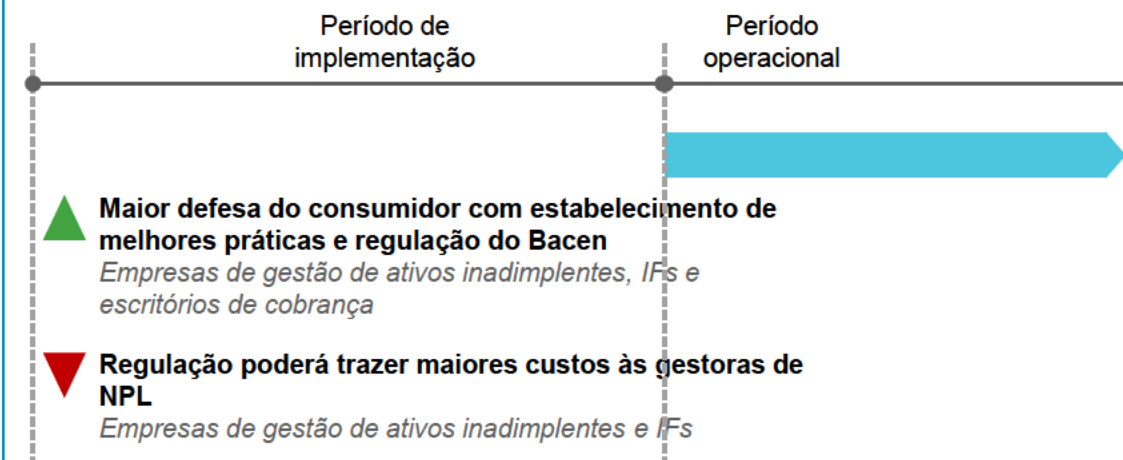 Período de
implementação
Período
operacional
Maior defesa do consumidor com estabelecimento de
melhores práticas e regulação do Bacen
Empresas de gestão de ativos inadimplentes, IFs e
escritórios de cobrança
Regulação poderá trazer maiores custos às gestoras de
NPL
Empresas de gestão de ativos inadimplentes e IFs